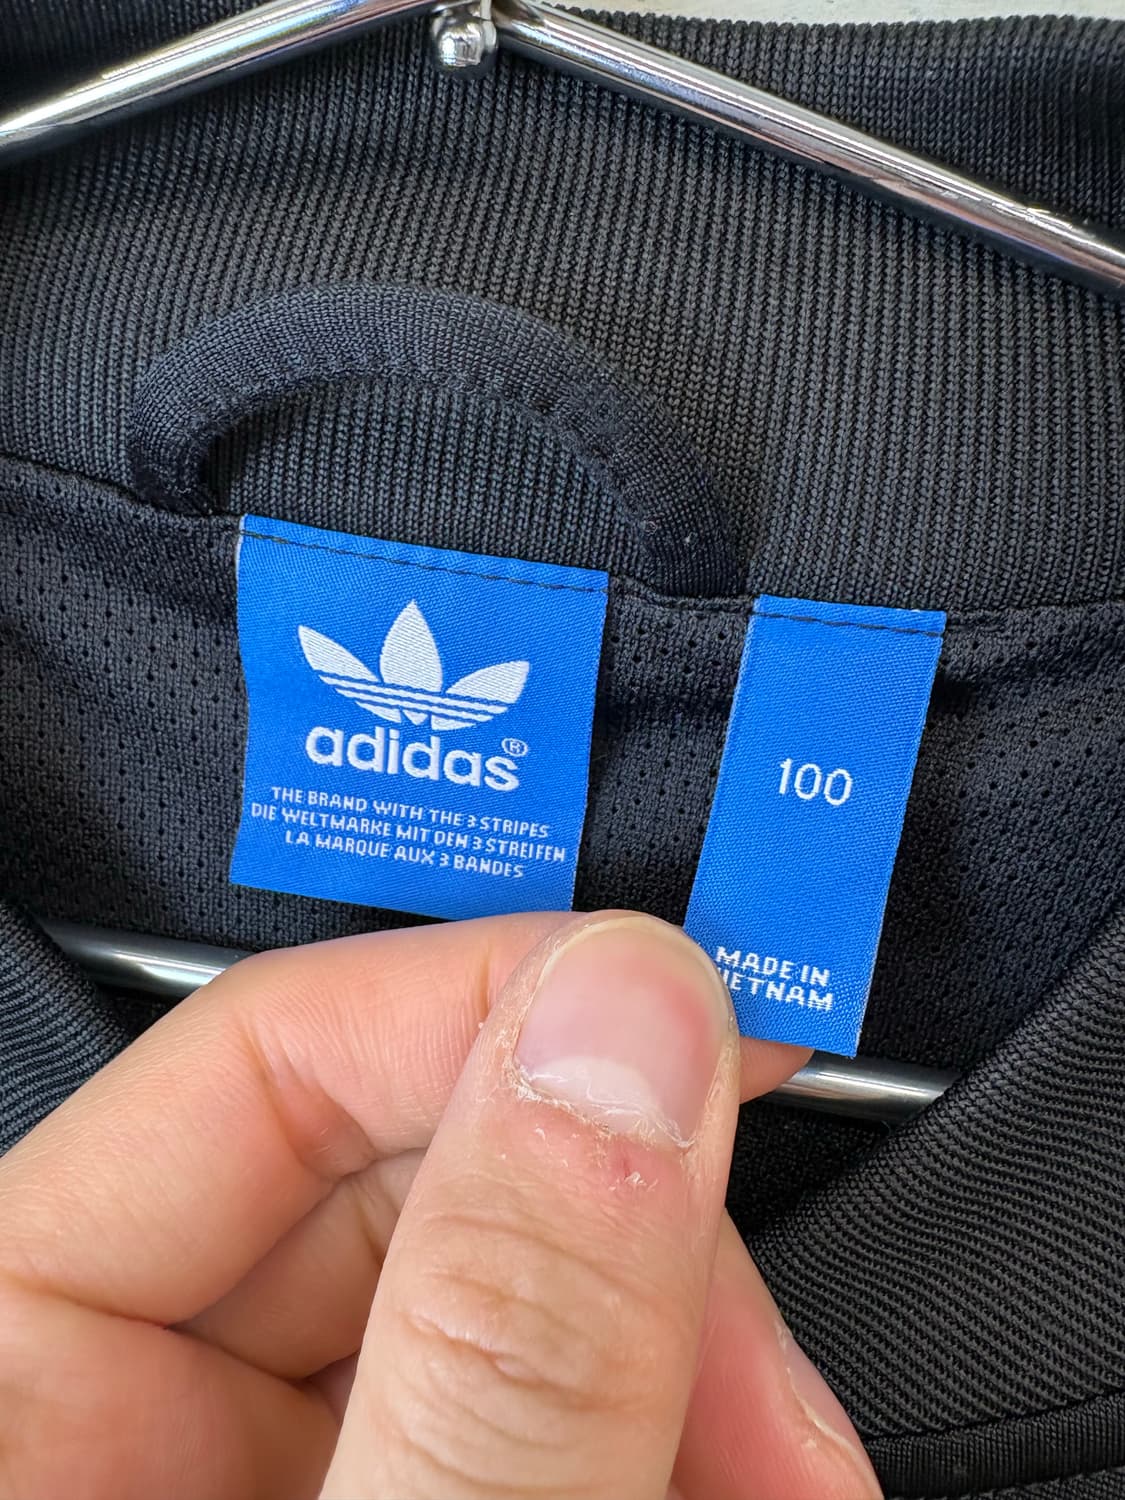 adidas®
THE BRAND WITH THE 3 STRIPES
DIE WELTMARKE MIT DEN 3 STREIFEN
LA MARQUE AUX 3 BANDES
100
MADE IN
VIETNAM